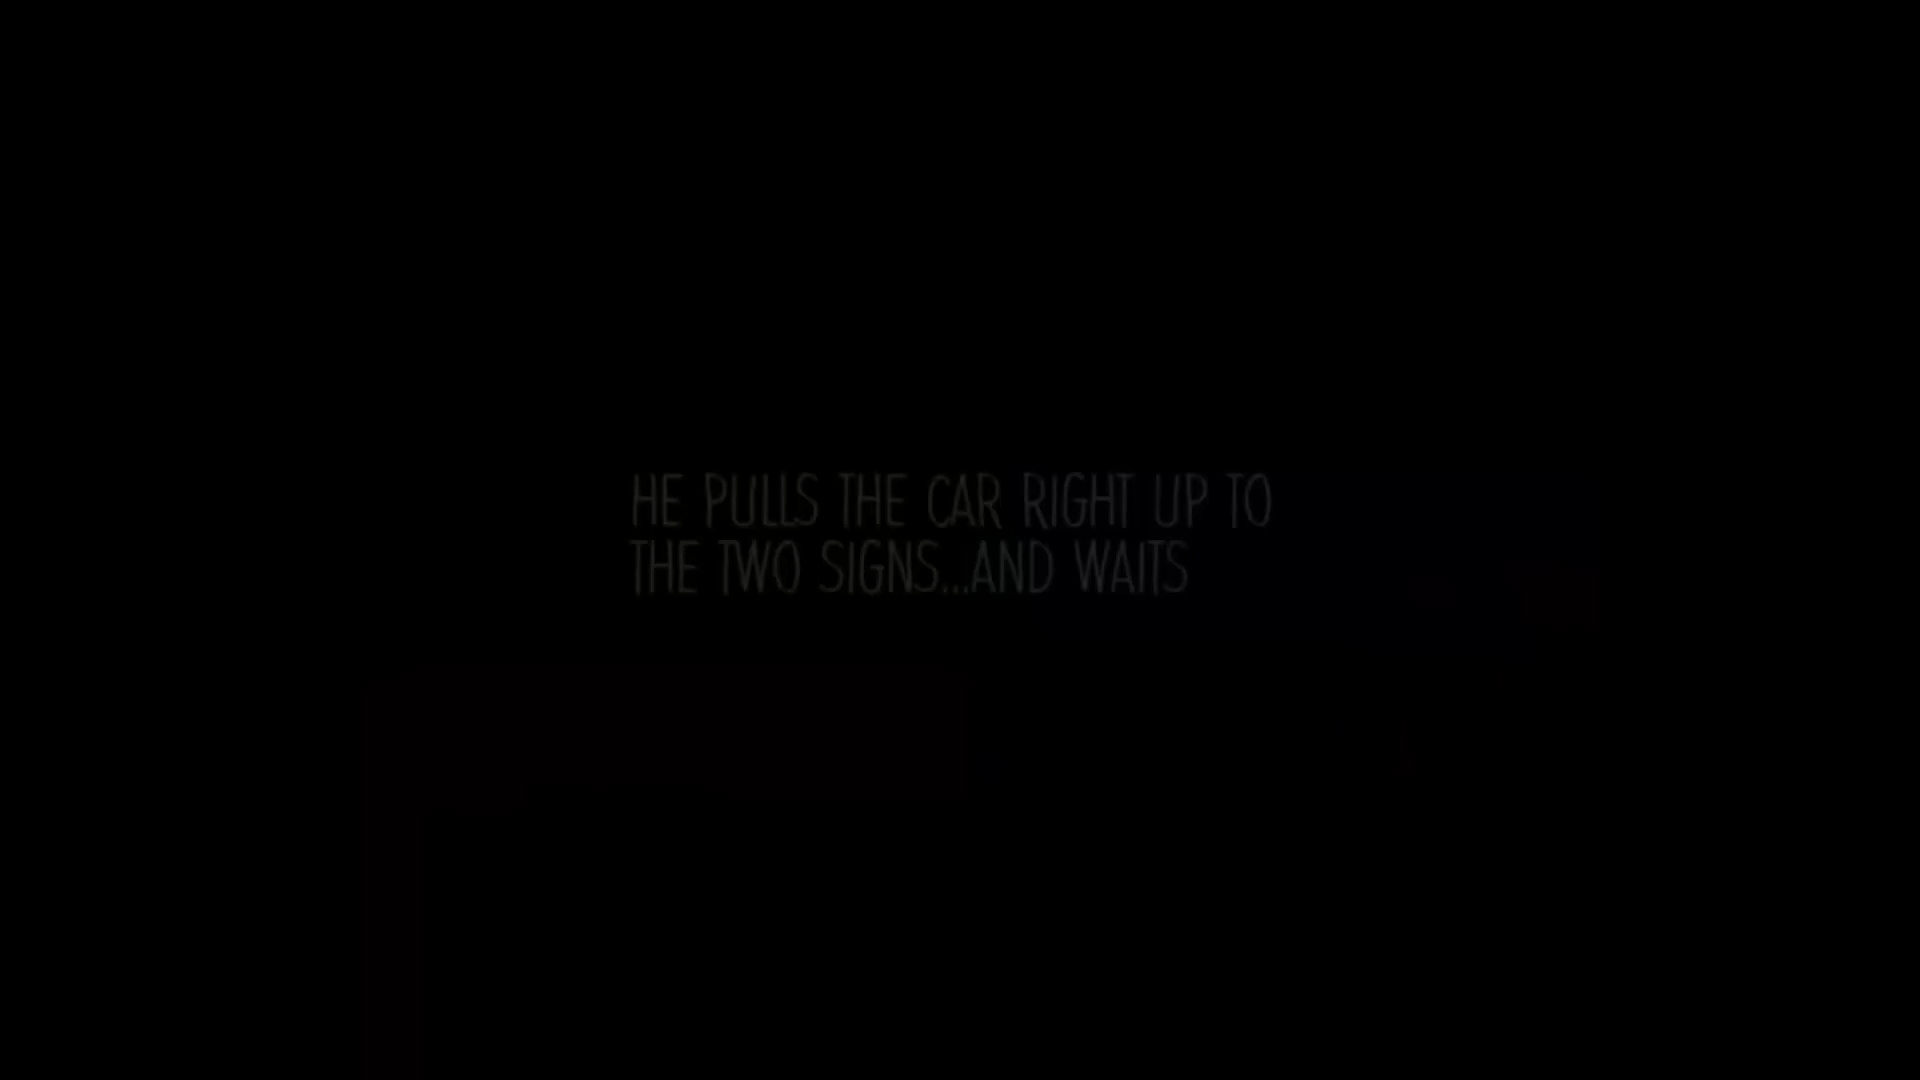 HE PULLS THE CAR RIGHT UP TO
THE TWO SIGNS...AND WAITS